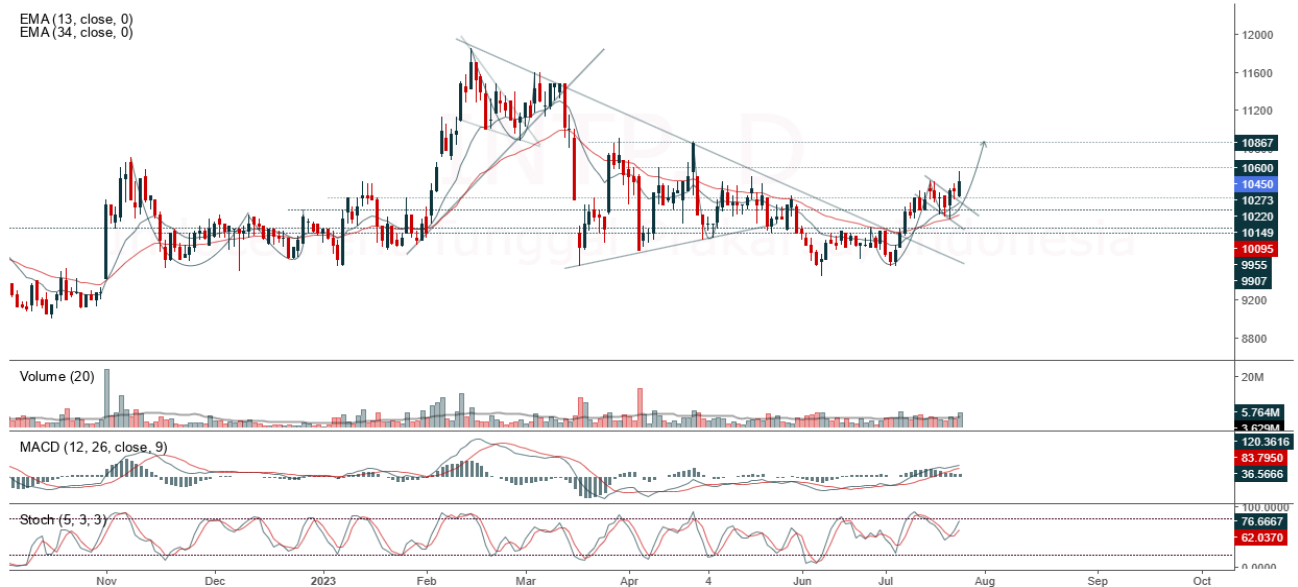 EMA (13, close, 0)
EMA (34, close, 0)
12000
11600
11200
10867
10600
10450
10273
10220
10149
10095
9955
9907
9200
8800
Volume (20)
20M
5.764M
3.629M
MACD (12, 26, close, 9)
120.3616
83.7950
36.5666
Stoch (5, 3, 3)
100.0000
76.6667
62.0370
0.0000
Nov Dec 2023 Feb Mar Apr 4 Jun Jul Aug Sep Oct